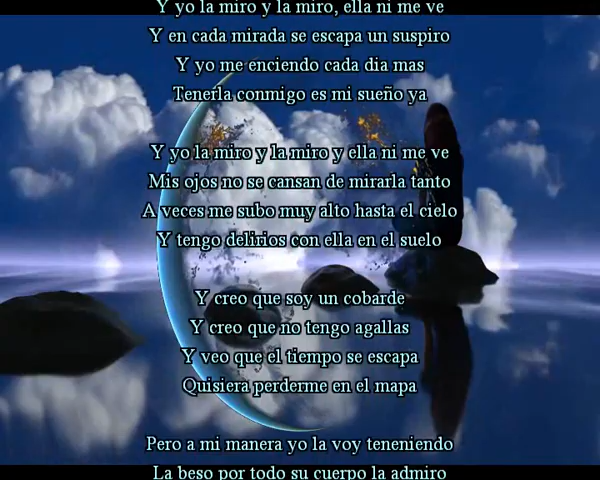 Y yo la miro y la miro, ella ni me ve
Y en cada mirada se escapa un suspiro
Y yo me enciendo cada dia mas
Tenerla conmigo es mi sueño ya
Y yo la miro y la miro y ella ni me ve
Mis ojos no se cansan de mirarla tanto
A veces me subo muy alto hasta el cielo
Y tengo delirios con ella en el suelo
Y creo que soy un cobarde
Y creo que no tengo agallas
Y veo que el tiempo se escapa
Quisiera perderme en el mapa
Pero a mi manera yo la voy teneniendo
La beso por todo su cuerpo la admiro